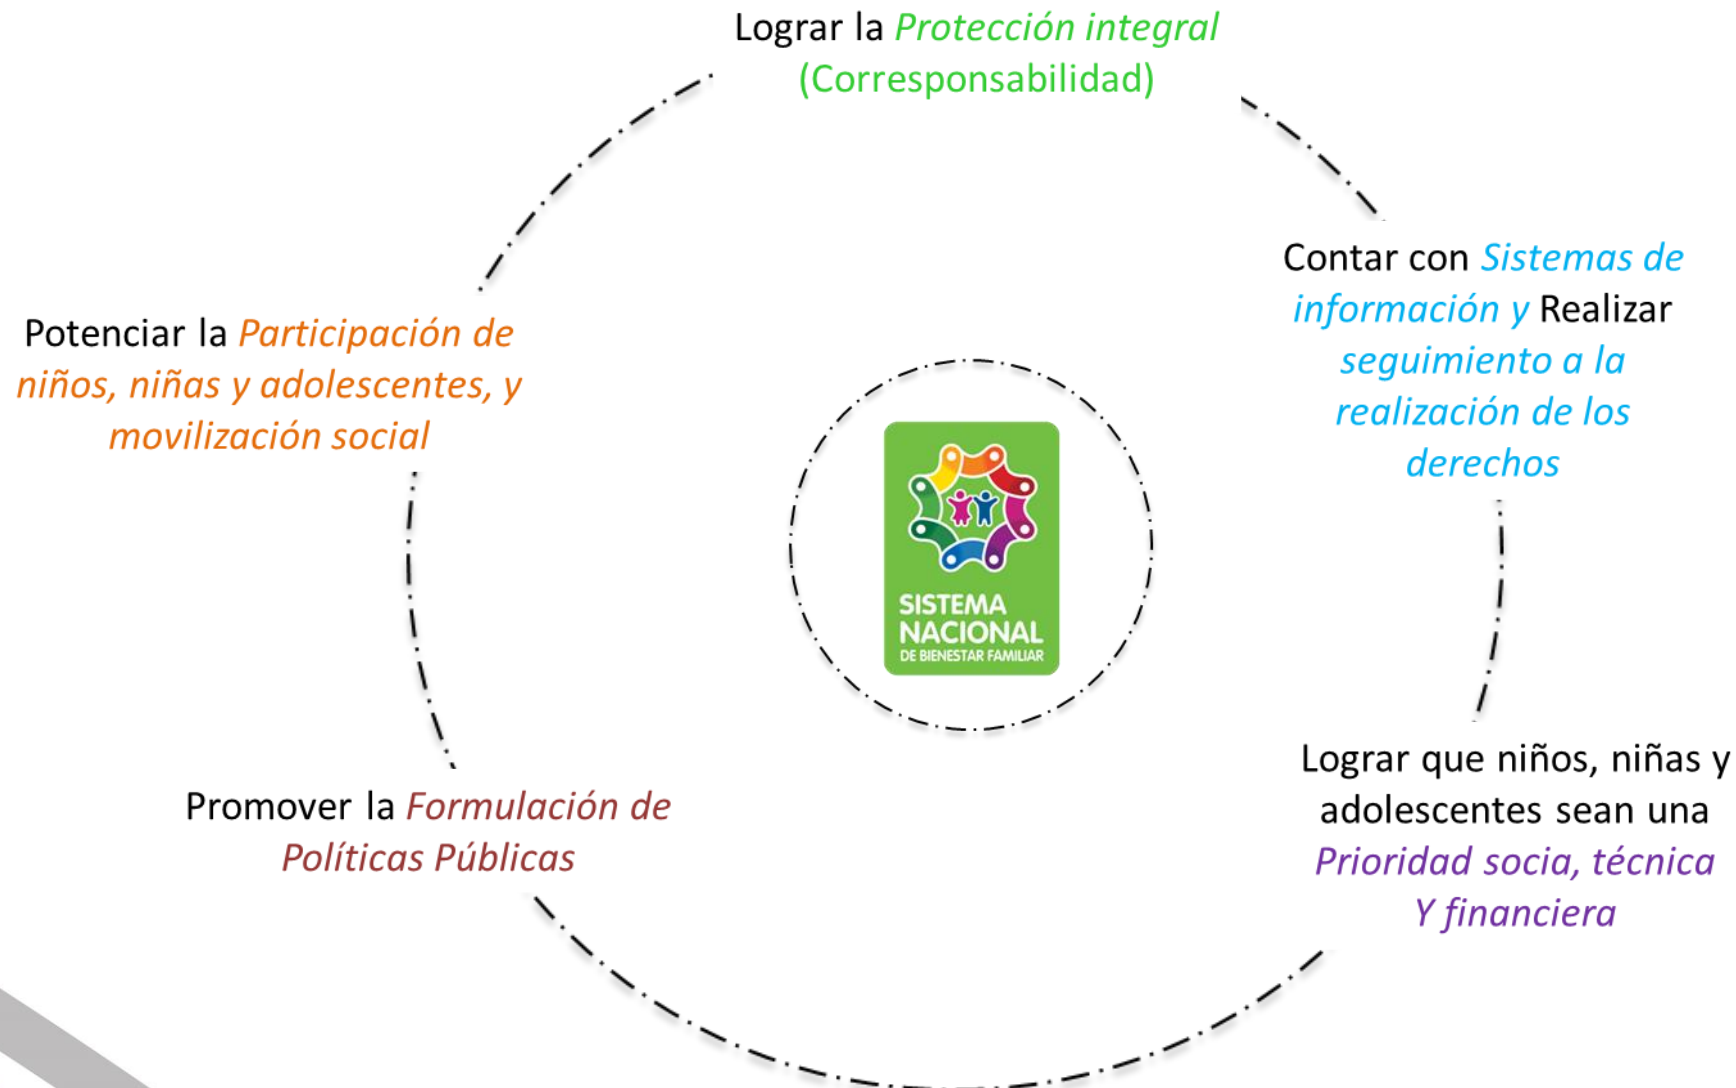 Lograr la Protección integral
(Corresponsabilidad)
Contar con Sistemas de
información y Realizar
seguimiento a la
realización de los
derechos
Potenciar la Participación de
niños, niñas y adolescentes, y
movilización social
SISTEMA
NACIONAL
DE BIENESTAR FAMILIAR
Lograr que niños, niñas y
adolescentes sean una
Prioridad socia, técnica
Y financiera
Promover la Formulación de
Políticas Públicas